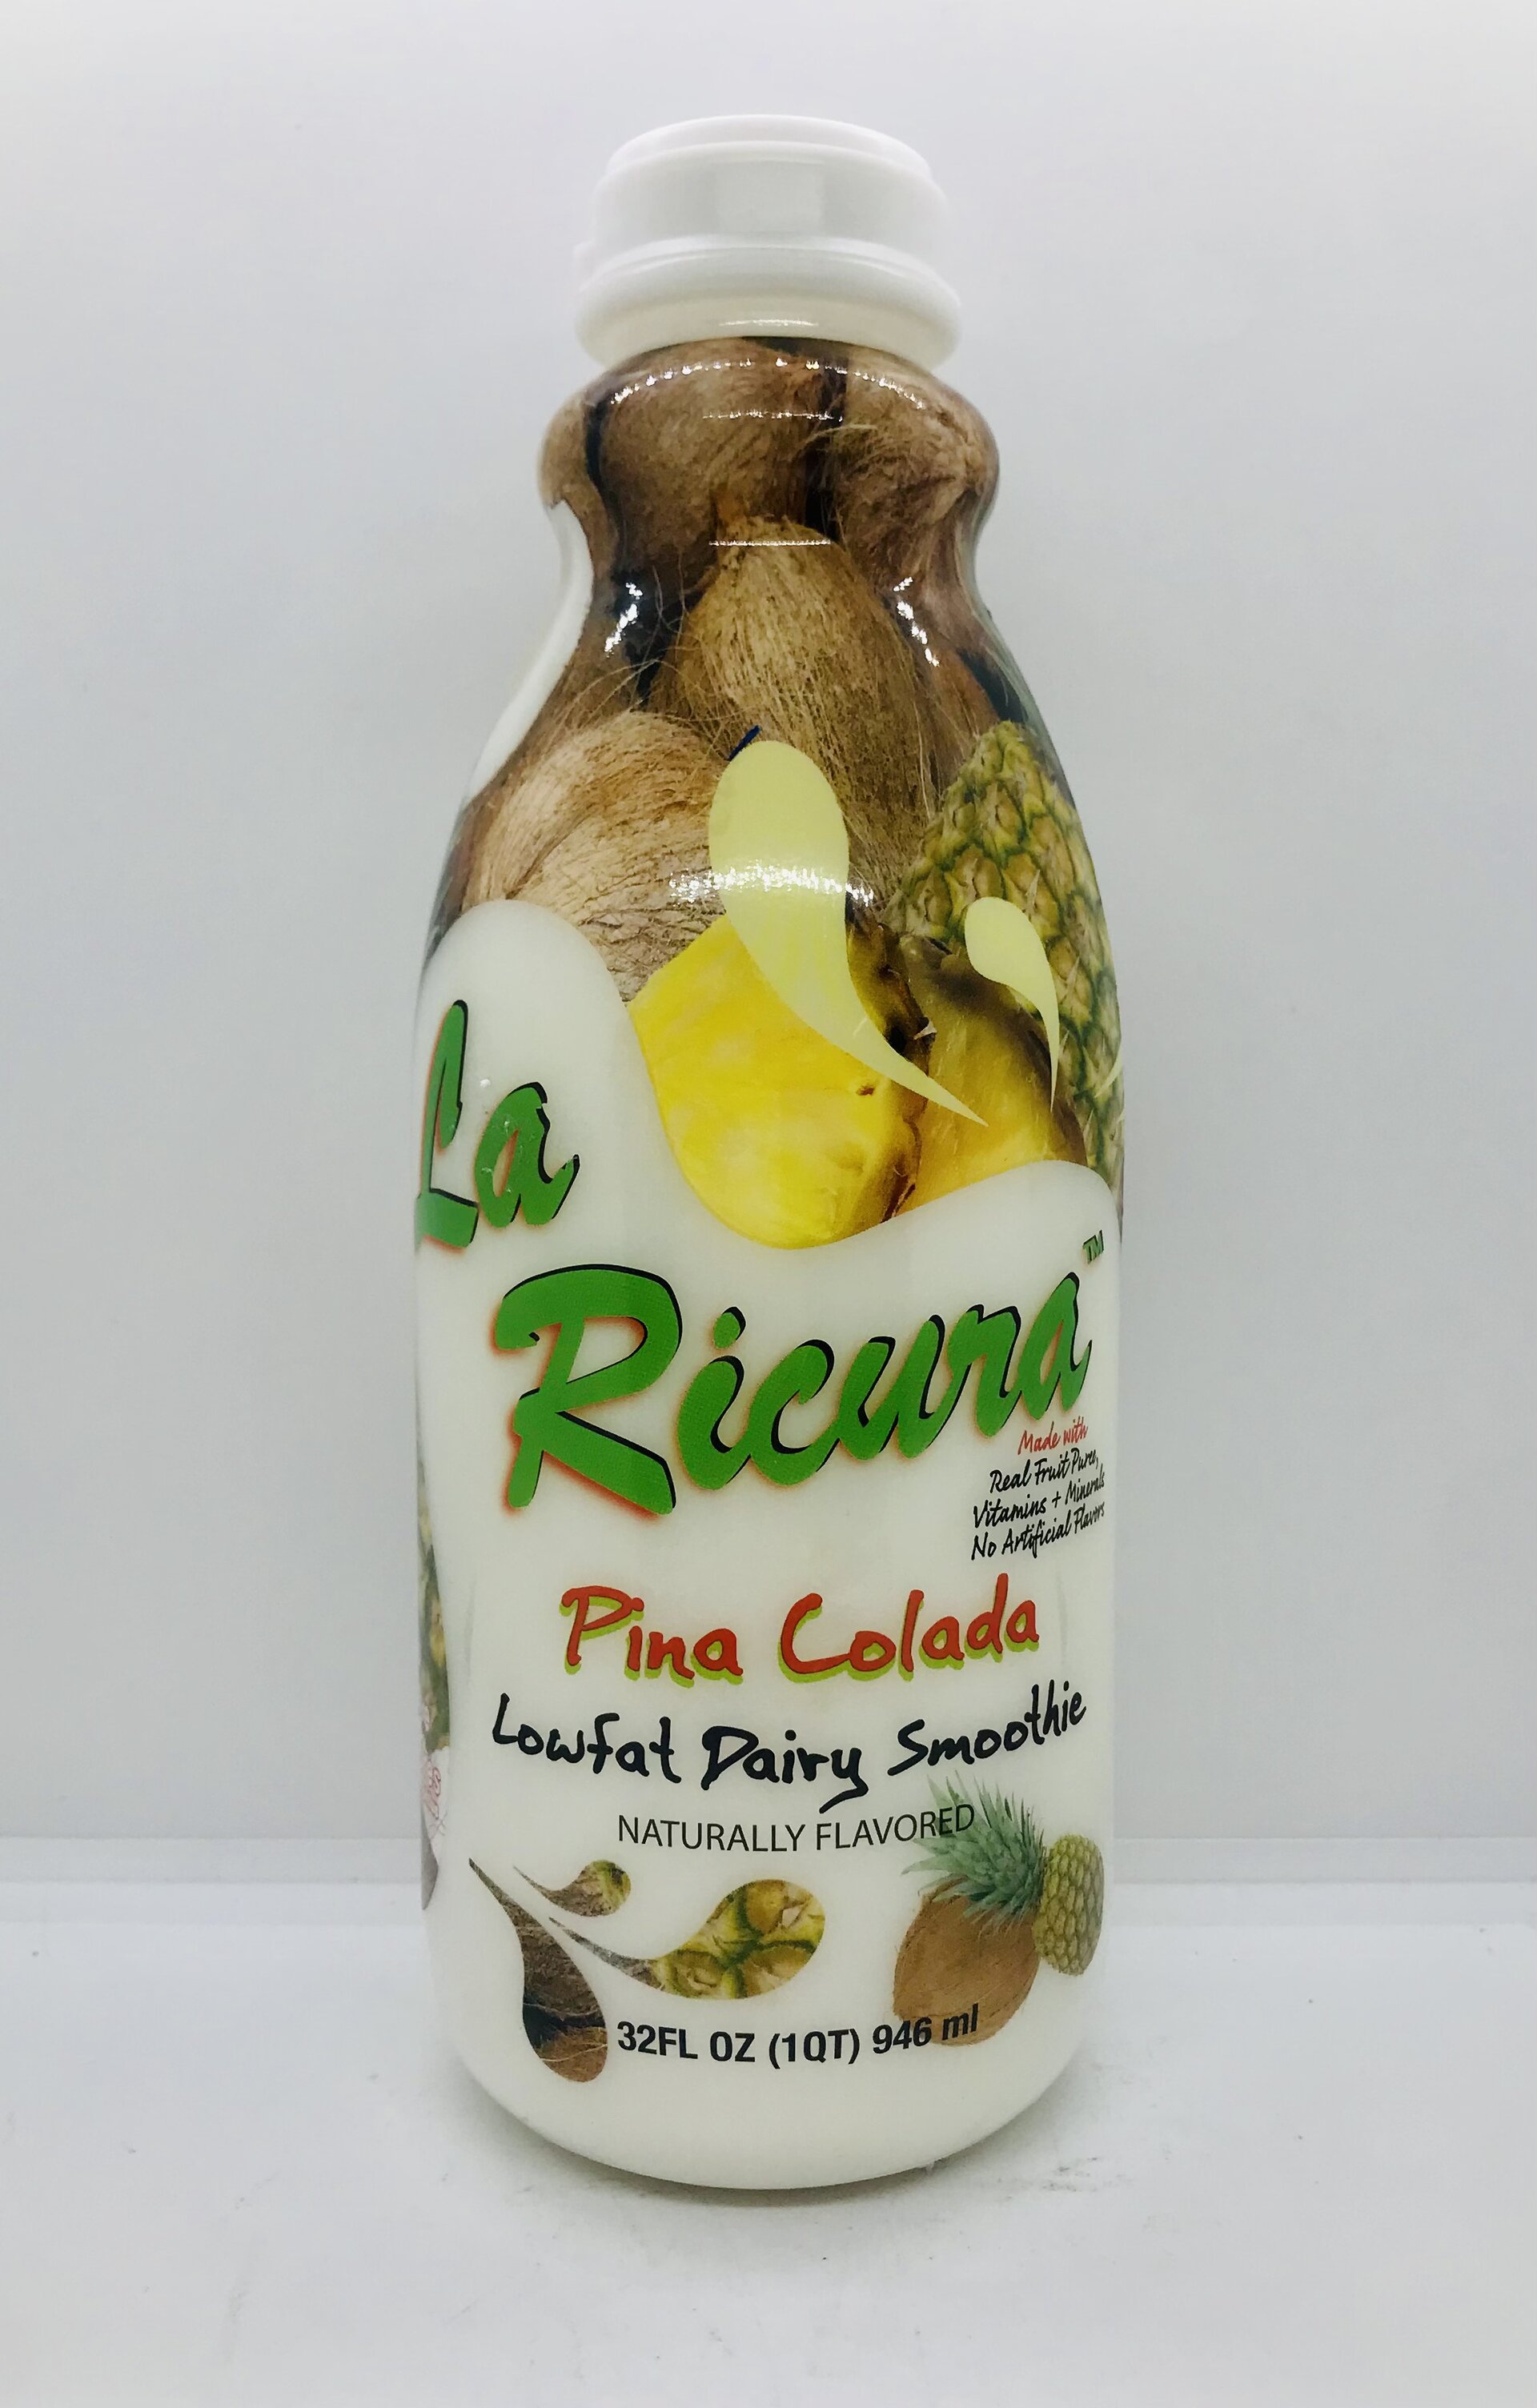 La
Ricura™
Made with
Real Fruit Puree,
Vitamins + Minerals
No Artificial Flavors
Pina Colada
Lowfat Dairy Smoothie
NATURALLY FLAVORED
32FL OZ (1QT) 946 ml